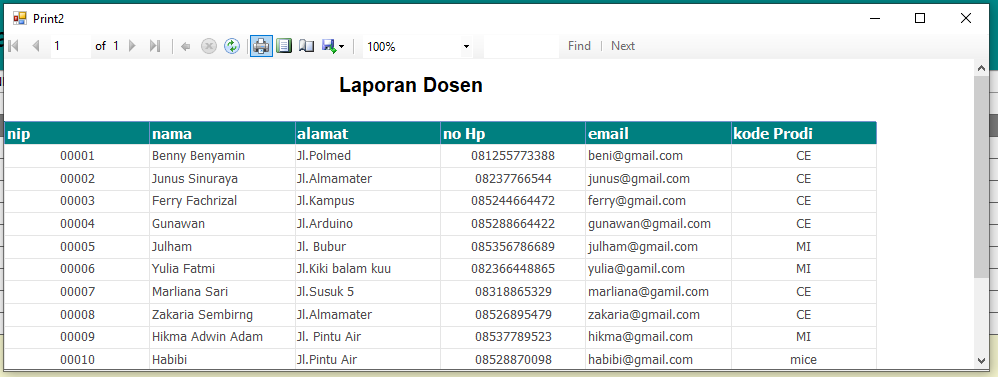 Print2
1 of 1 100% Find | Next
Laporan Dosen
nip nama alamat no Hp email kode Prodi
00001 Benny Benyamin Jl.Polmed 081255773388 beni@gmail.com CE
00002 Junus Sinuraya Jl.Almamater 08237766544 junus@gmail.com CE
00003 Ferry Fachrizal Jl.Kampus 085244664472 ferry@gmail.com CE
00004 Gunawan Jl.Arduino 085288664422 gunawan@gmail.com CE
00005 Julham Jl. Bubur 085356786689 julham@gmail.com MI
00006 Yulia Fatmi Jl.Kiki balam kuu 082366448865 yulia@gamil.com MI
00007 Marliana Sari Jl.Susuk 5 08318865329 marliana@gamil.com CE
00008 Zakaria Sembirng Jl.Almamater 08526895479 zakaria@gmail.com CE
00009 Hikma Adwin Adam Jl. Pintu Air 08537789523 hikma@gmail.com MI
00010 Habibi Jl.Pintu Air 08528870098 habibi@gmail.com mice